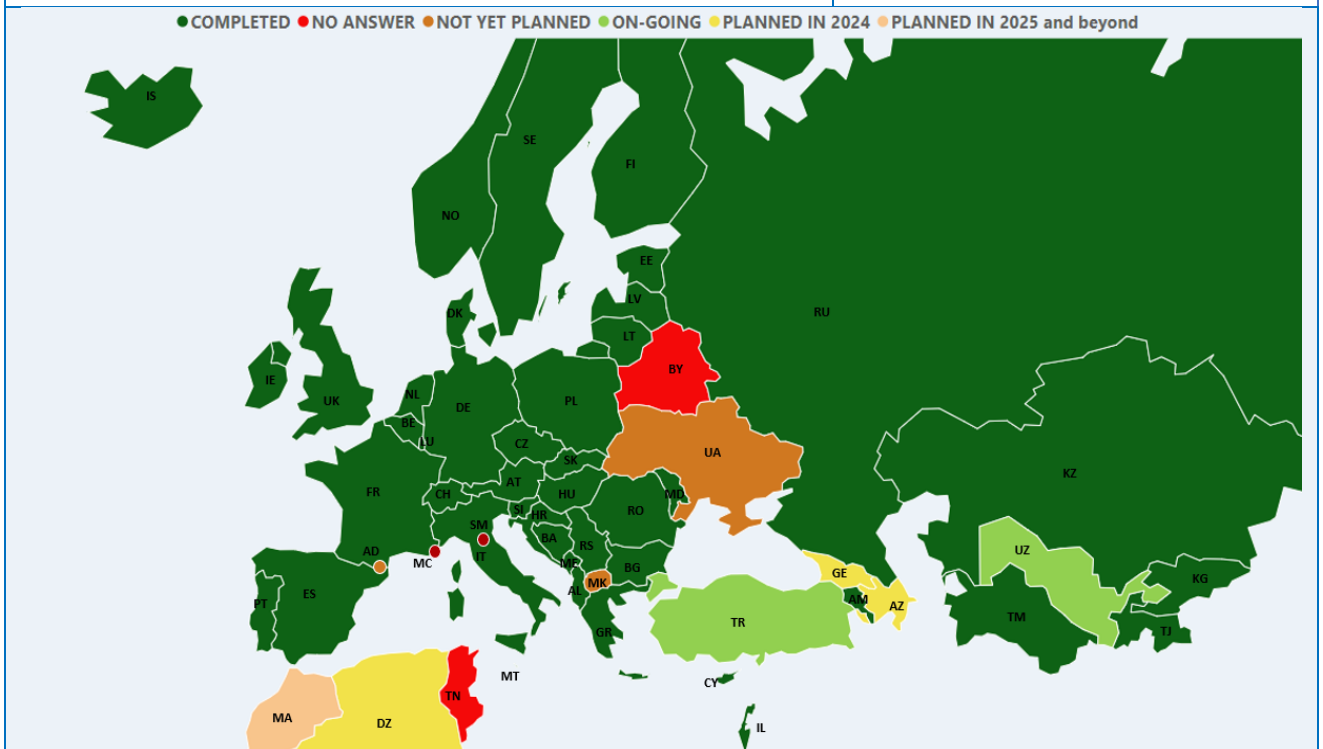 COMPLETED NO ANSWER NOT YET PLANNED ON-GOING PLANNED IN 2024 PLANNED IN 2025 and beyond
IS
SE
FI
NO
EE
LV
DK
RU
LT
BY
IE
UK
NL
DE
PL
BE
LU
CZ
UA
SK
KZ
FR
CH
AT
HU
MD
RO
SI
HR
SM
BA
RS
UZ
AD
MC
IT
ME
BG
GE
MK
KG
PT
ES
AL
AM
AZ
TR
TM
GR
TJ
MT
CY
TN
MA
DZ
IL